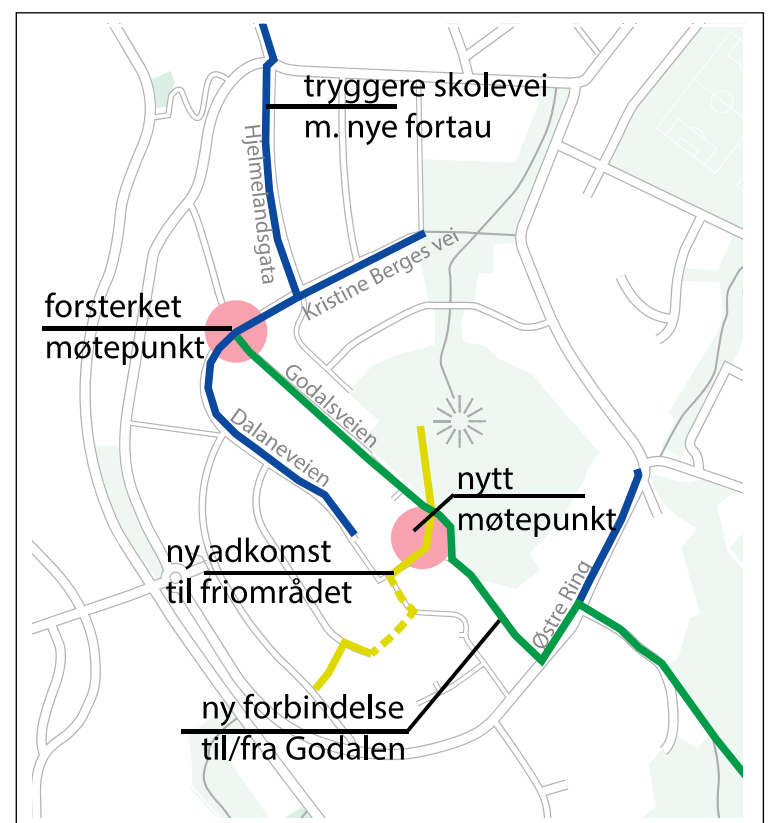 tryggere skolevei
m. nye fortau
Hjelmelandsgata
Kristine Berges vei
forsterket
møtepunkt
Godalsveien
Dalaneveien
nytt
møtepunkt
ny adkomst
til friområdet
Østre Ring
ny forbindelse
til/fra Godalen